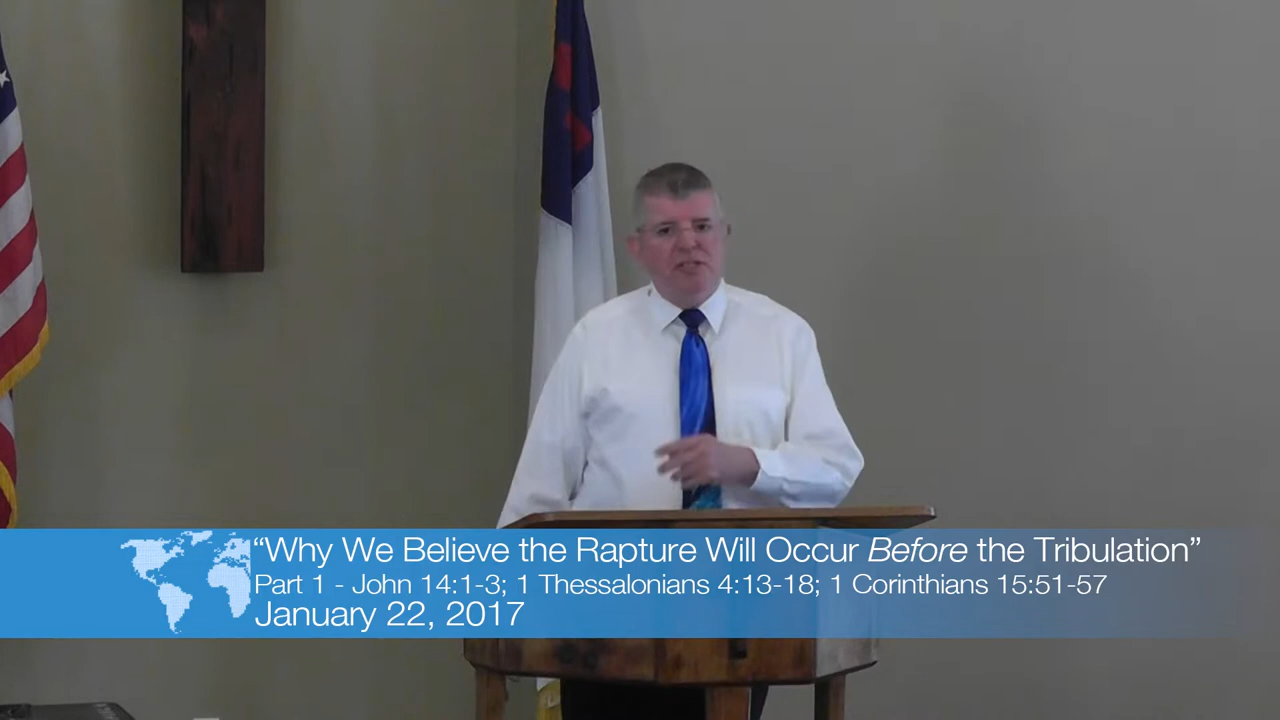 “Why We Believe the Rapture Will Occur Before the Tribulation”
Part 1 - John 14:1-3; 1 Thessalonians 4:13-18; 1 Corinthians 15:51-57
January 22, 2017